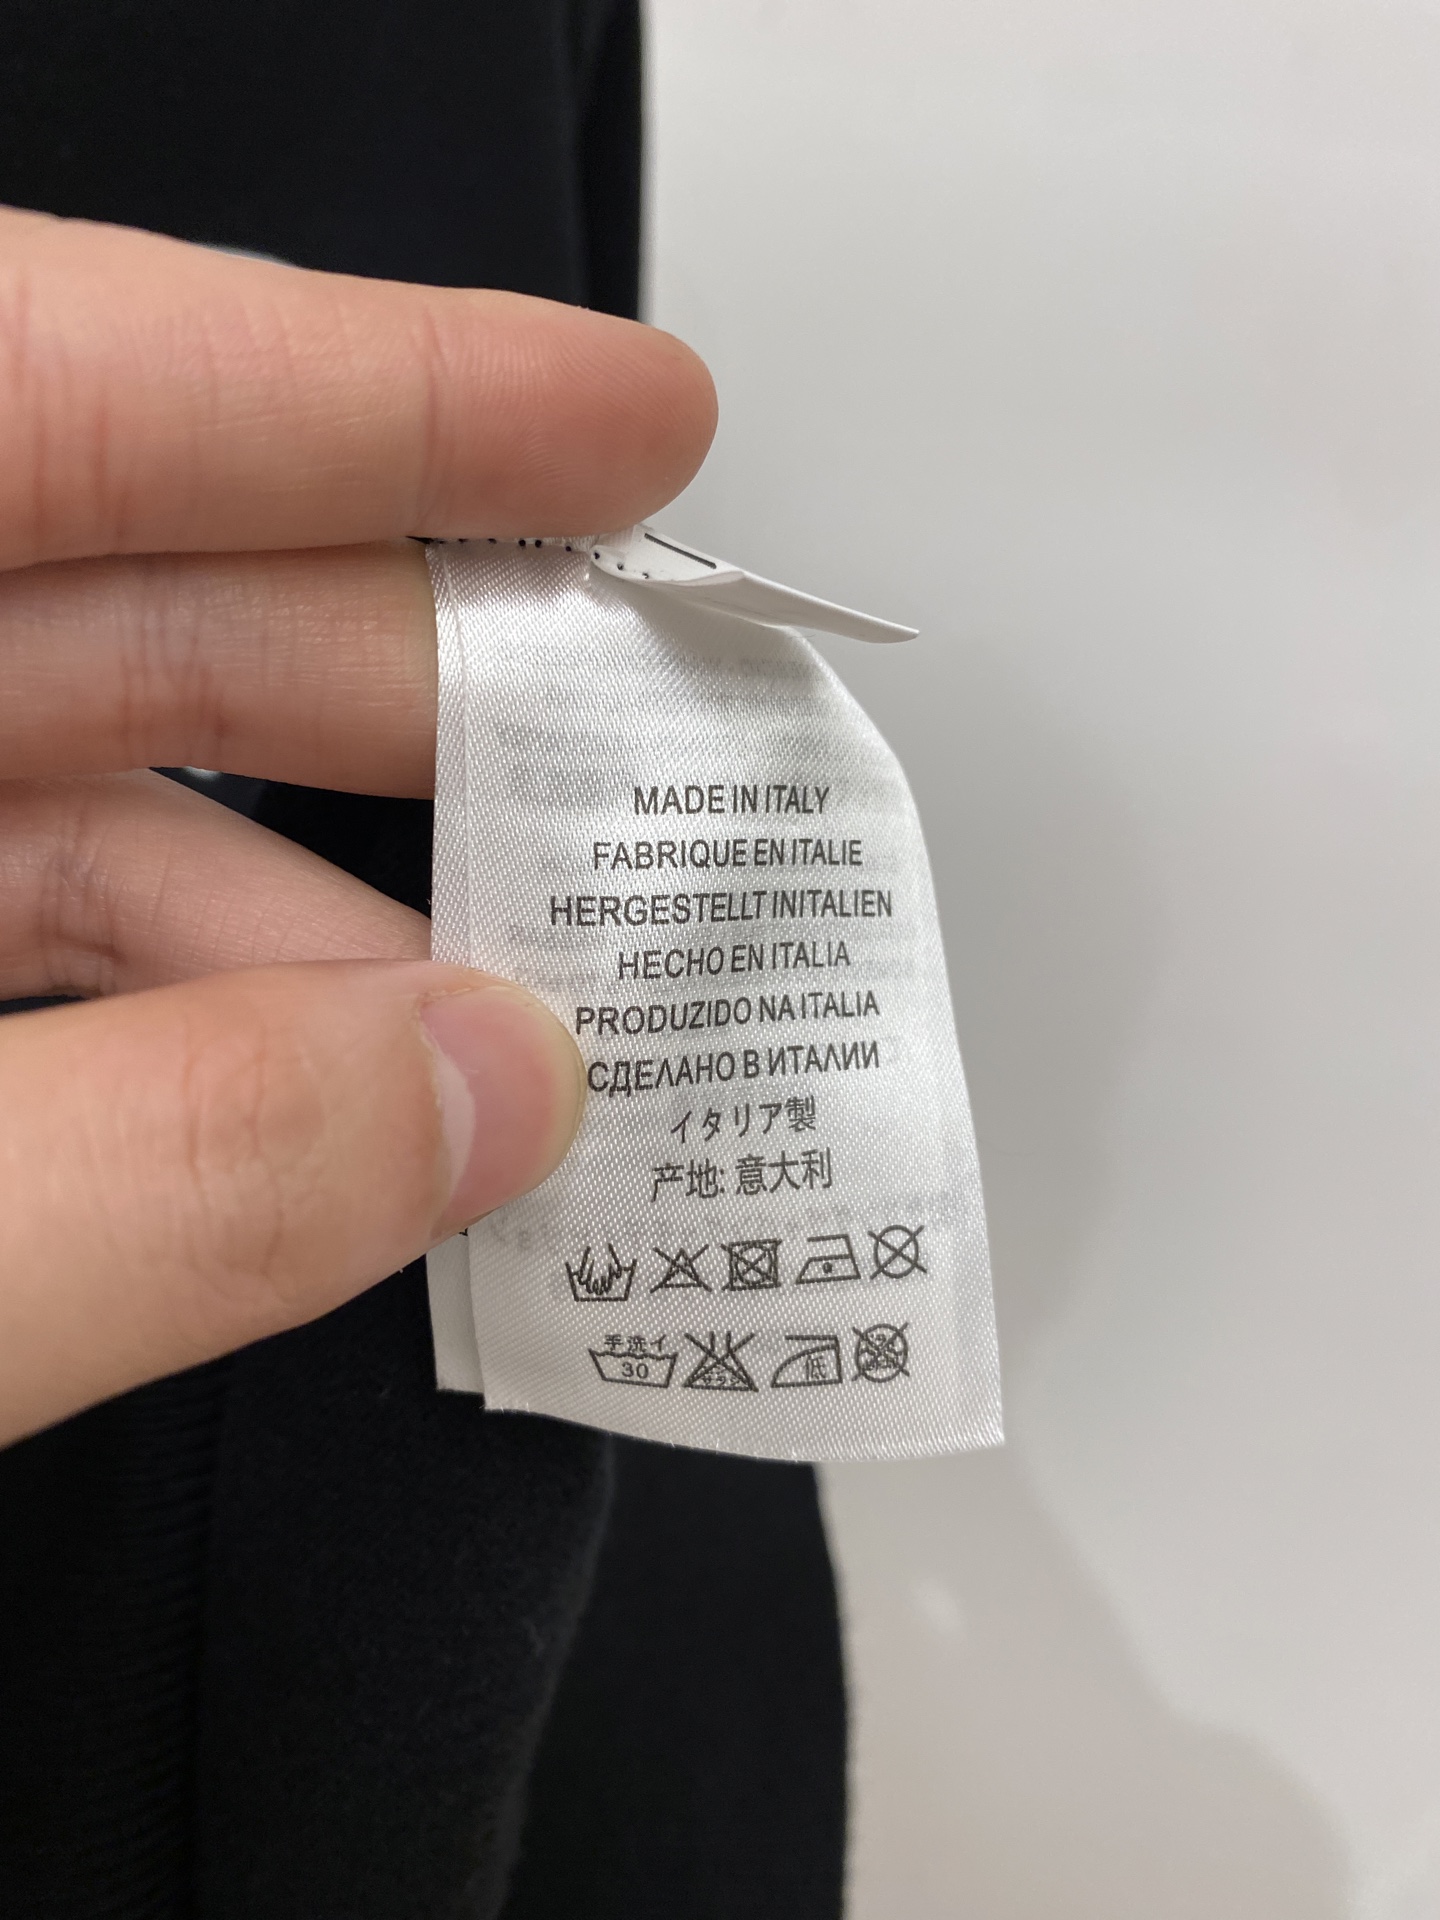 MADE IN ITALY
FABRIQUE EN ITALIE
HERGESTELLT IN ITALIEN
HECHO EN ITALIA
PRODUZIDO NA ITALIA
СДЕЛАНО В ИТАЛИИ
イタリア製
产地: 意大利
手洗イ
30
低